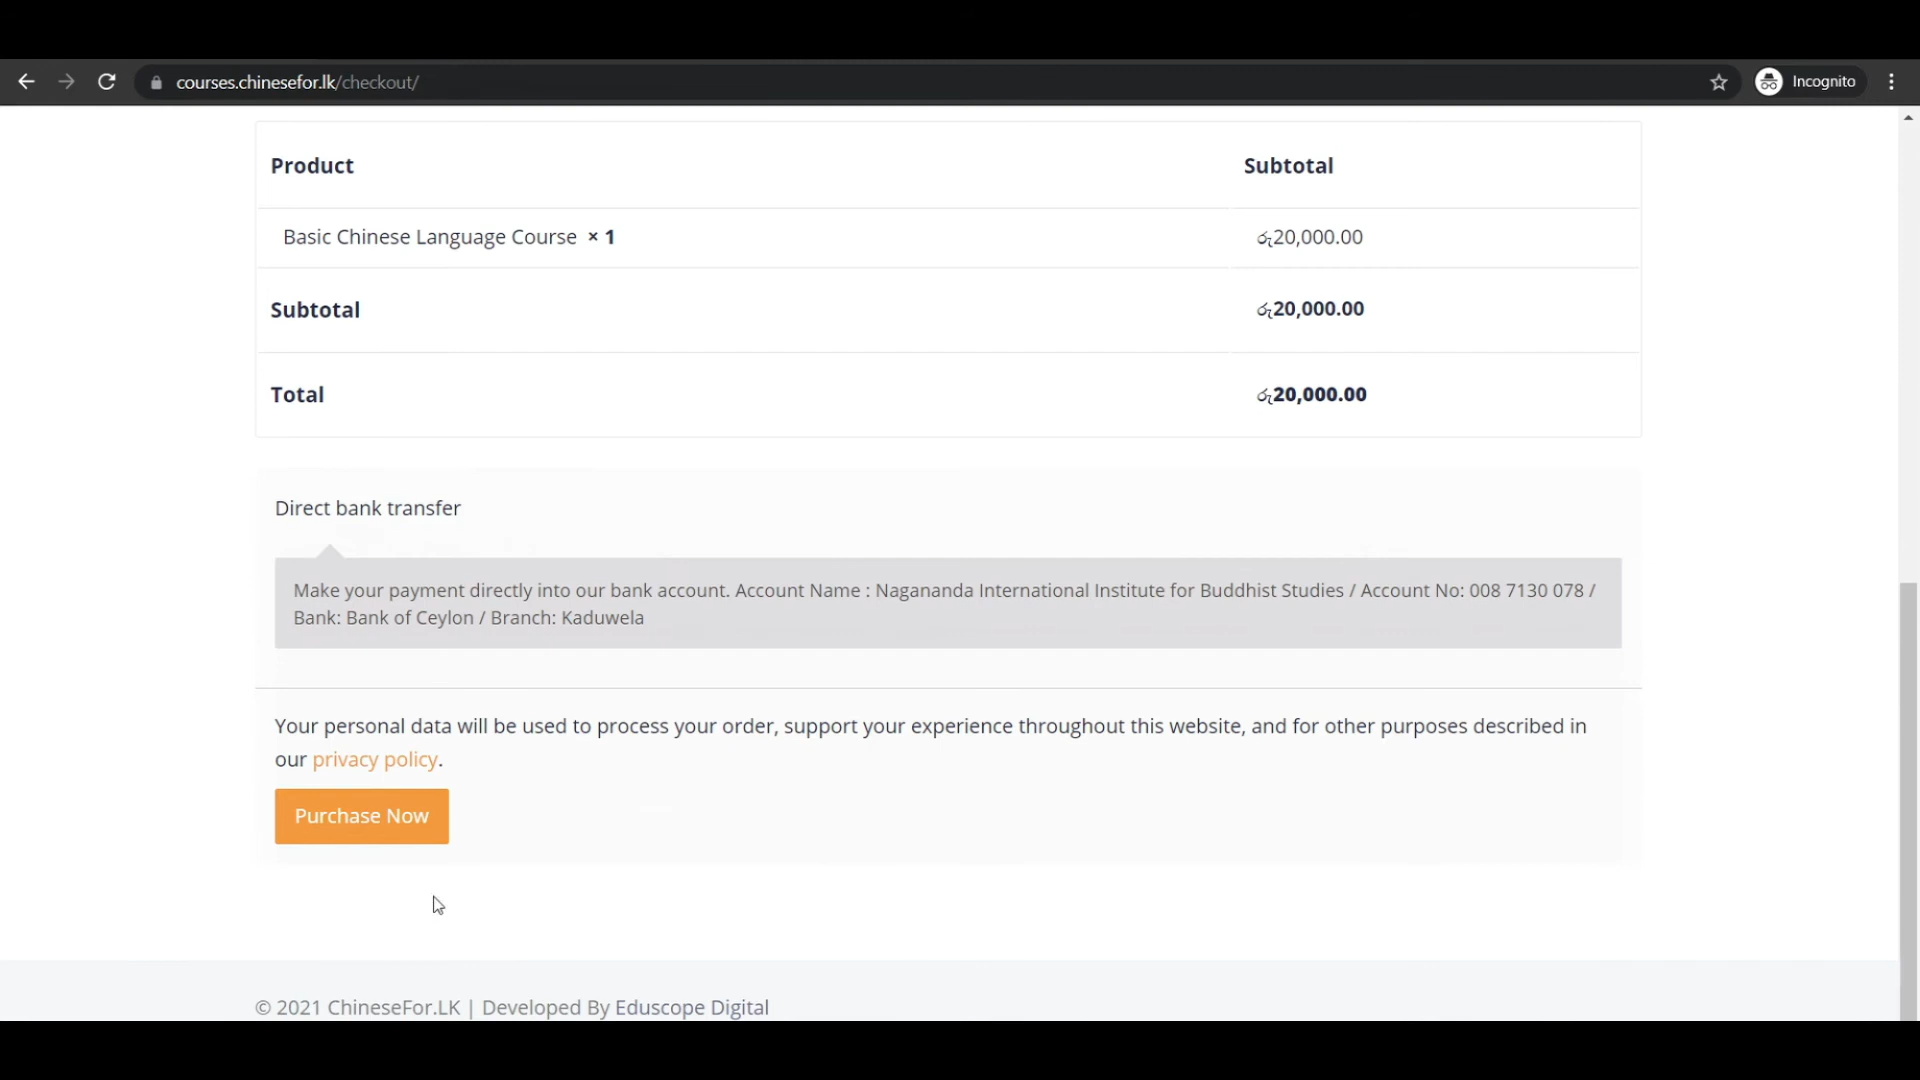 courses.chinesefor.lk/checkout/
Incognito
Product Subtotal
Basic Chinese Language Course × 1 රු20,000.00
Subtotal රු20,000.00
Total රු20,000.00
Direct bank transfer
Make your payment directly into our bank account. Account Name : Nagananda International Institute for Buddhist Studies / Account No: 008 7130 078 /
Bank: Bank of Ceylon / Branch: Kaduwela
Your personal data will be used to process your order, support your experience throughout this website, and for other purposes described in
our privacy policy.
Purchase Now
© 2021 ChineseFor.LK | Developed By Eduscope Digital